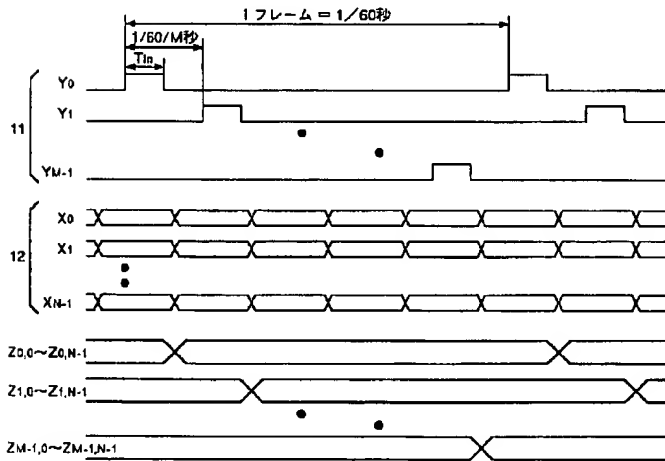 1フレーム = 1/60秒
1/60/M秒
Tin
Y0
Y1
11
YM-1
X0
X1
12
XN-1
Z0,0~Z0,N-1
Z1,0~Z1,N-1
ZM-1,0~ZM-1,N-1